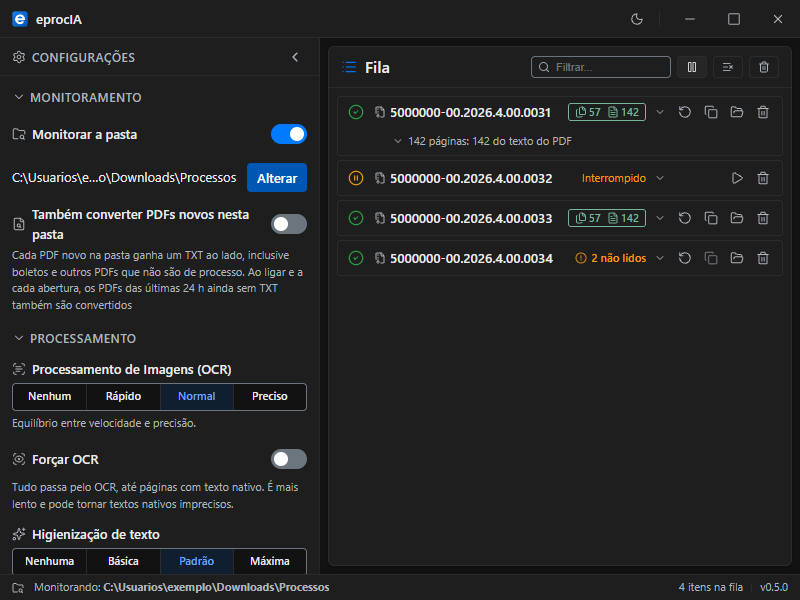 eprocIA
CONFIGURAÇÕES
MONITORAMENTO
Monitorar a pasta
C:\Usuarios\e...o\Downloads\Processos
Alterar
Também converter PDFs novos nesta
pasta
Cada PDF novo na pasta ganha um TXT ao lado, inclusive
boletos e outros PDFs que não são de processo. Ao ligar e a
cada abertura, os PDFs das últimas 24 h ainda sem TXT
também são convertidos
PROCESSAMENTO
Processamento de Imagens (OCR)
Nenhum Rápido Normal Preciso
Equilíbrio entre velocidade e precisão.
Forçar OCR
Tudo passa pelo OCR, até páginas com texto nativo. É mais
lento e pode tornar textos nativos imprecisos.
Higienização de texto
Nenhuma Básica Padrão Máxima
Fila
Filtrar...
5000000-00.2026.4.00.0031 57 142
142 páginas: 142 do texto do PDF
5000000-00.2026.4.00.0032 Interrompido
5000000-00.2026.4.00.0033 57 142
5000000-00.2026.4.00.0034 2 não lidos
Monitorando: C:\Usuarios\exemplo\Downloads\Processos
4 itens na fila
v0.5.0